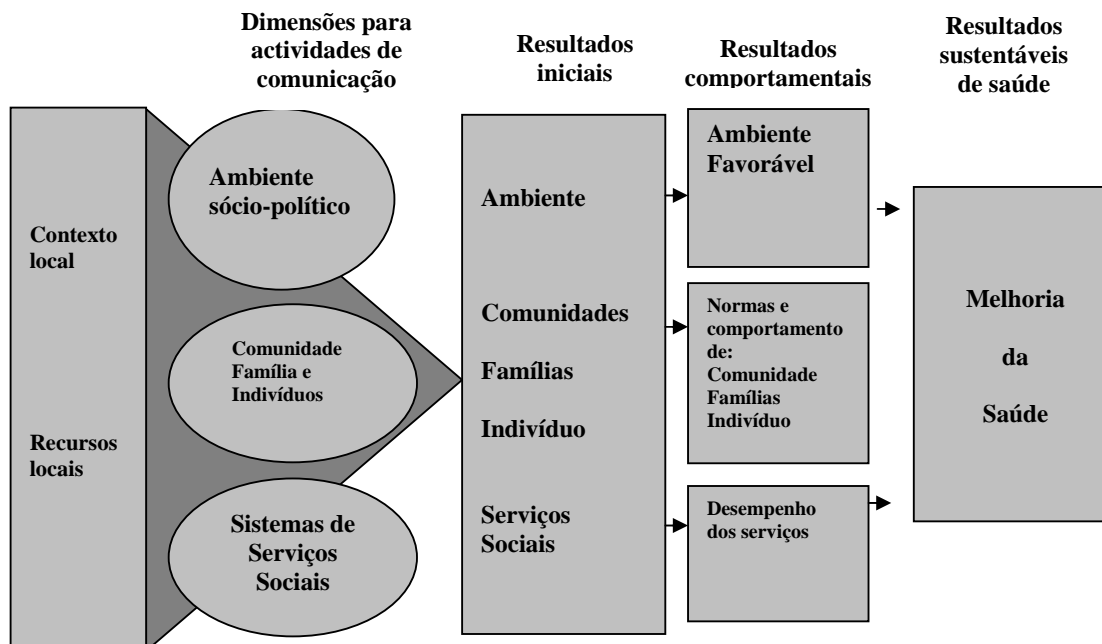 Dimensões para
actividades de
comunicação
Resultados
iniciais
Resultados
comportamentais
Resultados
sustentáveis
de saúde
Contexto
local
Recursos
locais
Ambiente
sócio-político
Comunidade
Família e
Indivíduos
Sistemas de
Serviços
Sociais
Ambiente
Comunidades
Famílias
Indivíduo
Serviços
Sociais
Ambiente
Favorável
Normas e
comportamento
de:
Comunidade
Famílias
Indivíduo
Desempenho
dos serviços
Melhoria
da
Saúde